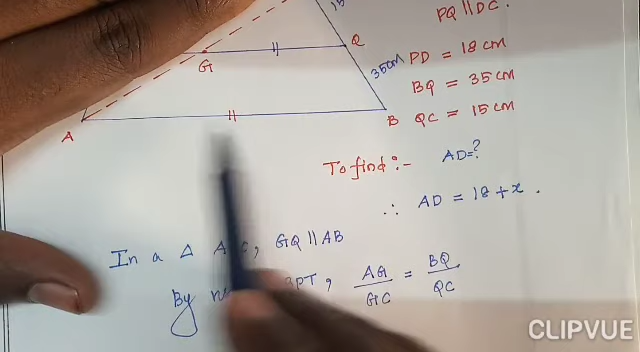 PQ || DC.
PD = 18 cm
BQ = 35 cm
QC = 15 cm
Q
G
35CM
A
B
To find :- AD=?
∴ AD = 18 + x.
In a Δ GQ || AB
By BPT, AG/GC = BQ/QC
CLIPVUE